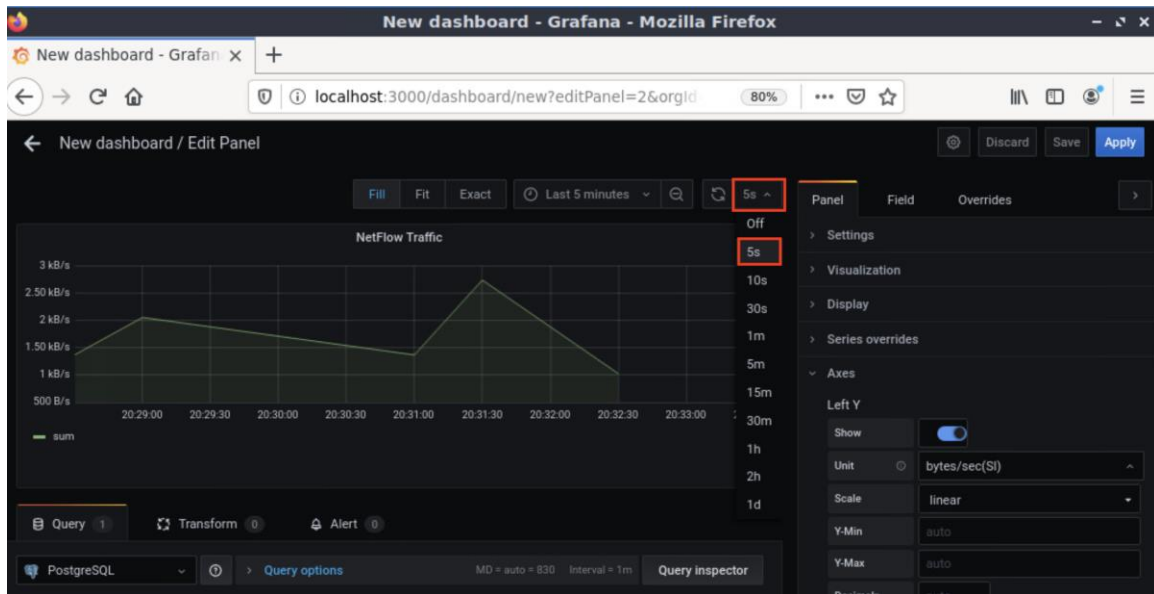 New dashboard - Grafana - Mozilla Firefox
New dashboard - Grafan
localhost:3000/dashboard/new?editPanel=2&orgId
80%
New dashboard / Edit Panel
Discard
Save
Apply
Fill
Fit
Exact
Last 5 minutes
5s
Off
5s
10s
30s
1m
5m
15m
30m
1h
2h
1d
NetFlow Traffic
3 kB/s
2.50 kB/s
2 kB/s
1.50 kB/s
1 kB/s
500 B/s
20:29:00 20:29:30 20:30:00 20:30:30 20:31:00 20:31:30 20:32:00 20:32:30 20:33:00
sum
Query 1
Transform 0
Alert 0
PostgreSQL
Query options
MD = auto = 830 Interval = 1m
Query inspector
Panel
Field
Overrides
Settings
Visualization
Display
Series overrides
Axes
Left Y
Show
Unit
bytes/sec(SI)
Scale
linear
Y-Min
auto
Y-Max
auto